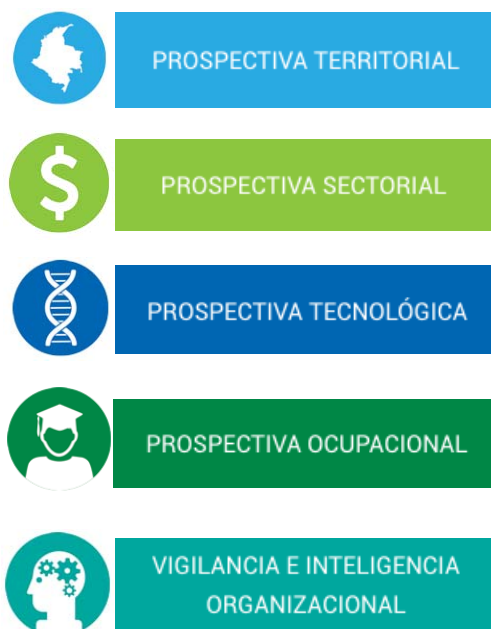 PROSPECTIVA TERRITORIAL
$
PROSPECTIVA SECTORIAL
PROSPECTIVA TECNOLÓGICA
PROSPECTIVA OCUPACIONAL
VIGILANCIA E INTELIGENCIA
ORGANIZACIONAL